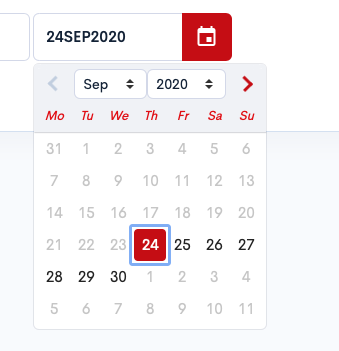 24SEP2020
Sep 2020
Mo Tu We Th Fr Sa Su
31 1 2 3 4 5 6
7 8 9 10 11 12 13
14 15 16 17 18 19 20
21 22 23 24 25 26 27
28 29 30 1 2 3 4
5 6 7 8 9 10 11